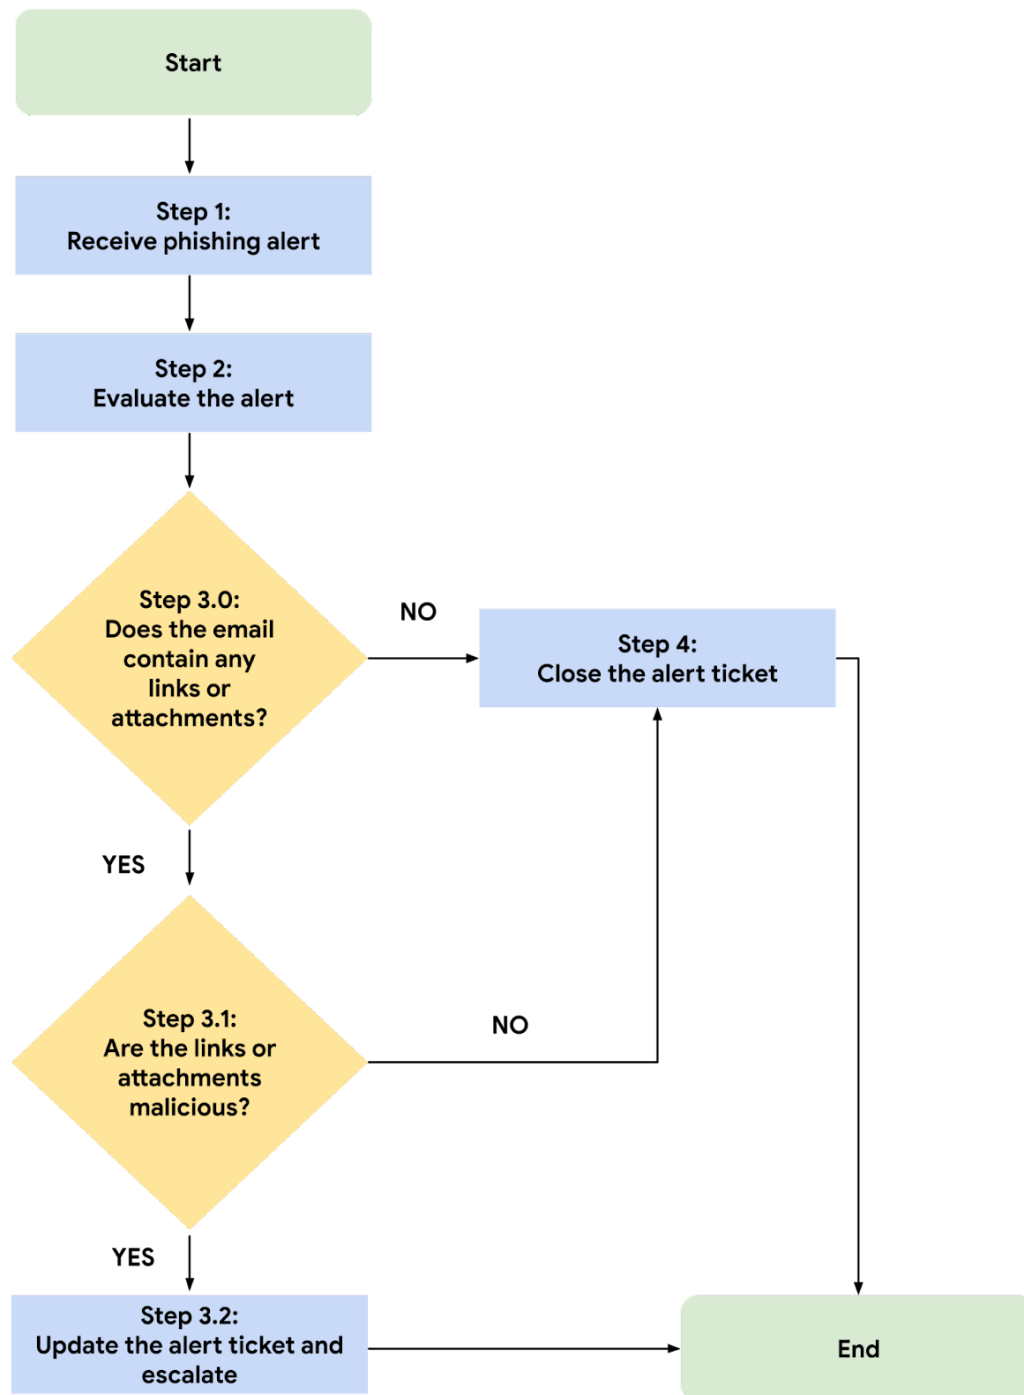 Start
Step 1:
Receive phishing alert
Step 2:
Evaluate the alert
Step 3.0:
Does the email
contain any
links or
attachments?
NO
Step 4:
Close the alert ticket
YES
Step 3.1:
Are the links or
attachments
malicious?
NO
YES
Step 3.2:
Update the alert ticket and
escalate
End